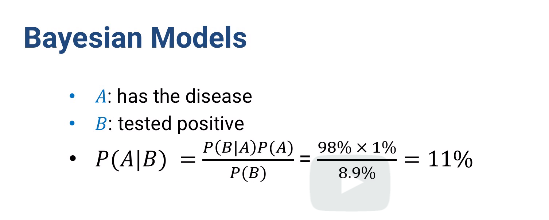 Bayesian Models
• A: has the disease
• B: tested positive
• P(A|B) = P(B|A)P(A) / P(B) = 98% × 1% / 8.9% = 11%